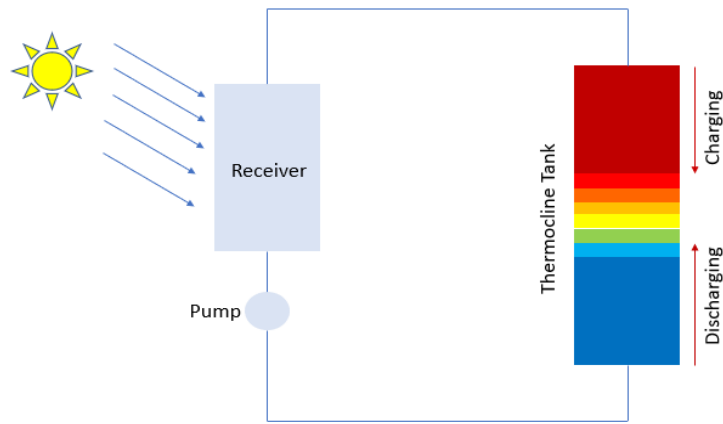 Receiver
Pump
Thermocline Tank
Charging
Discharging